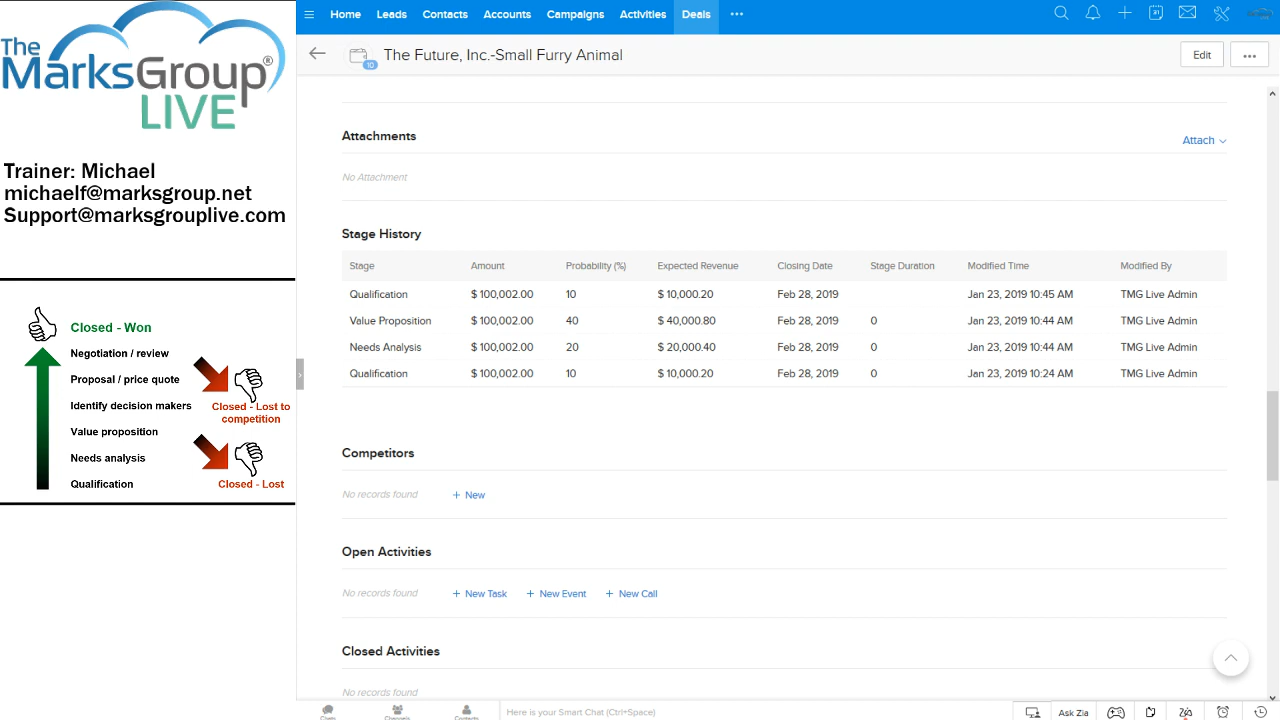 The
MarksGroup®
LIVE
Trainer: Michael
michaelf@marksgroup.net
Support@marksgrouplive.com
Closed - Won
Negotiation / review
Proposal / price quote
Identify decision makers
Closed - Lost to
competition
Value proposition
Needs analysis
Qualification
Closed - Lost
Home Leads Contacts Accounts Campaigns Activities Deals
10 The Future, Inc.-Small Furry Animal Edit
Attachments Attach
No Attachment
Stage History
Stage Amount Probability (%) Expected Revenue Closing Date Stage Duration Modified Time Modified By
Qualification $ 100,002.00 10 $ 10,000.20 Feb 28, 2019 Jan 23, 2019 10:45 AM TMG Live Admin
Value Proposition $ 100,002.00 40 $ 40,000.80 Feb 28, 2019 0 Jan 23, 2019 10:44 AM TMG Live Admin
Needs Analysis $ 100,002.00 20 $ 20,000.40 Feb 28, 2019 0 Jan 23, 2019 10:44 AM TMG Live Admin
Qualification $ 100,002.00 10 $ 10,000.20 Feb 28, 2019 0 Jan 23, 2019 10:24 AM TMG Live Admin
Competitors
No records found + New
Open Activities
No records found + New Task + New Event + New Call
Closed Activities
No records found
Chats Channels Contacts Here is your Smart Chat (Ctrl+Space) Ask Zia